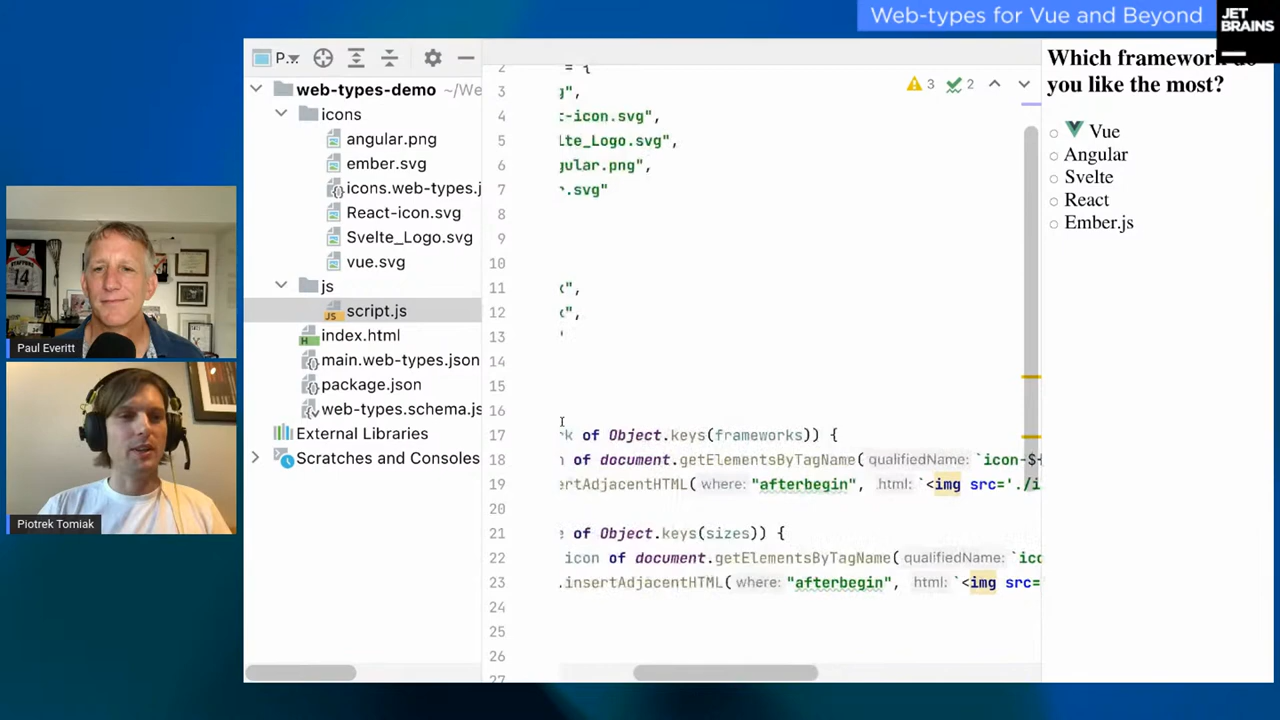 Web-types for Vue and Beyond
JET
BRAINS
P...
web-types-demo ~/We
icons
angular.png
ember.svg
icons.web-types.j
React-icon.svg
Svelte_Logo.svg
vue.svg
js
script.js
index.html
main.web-types.json
package.json
web-types.schema.js
External Libraries
Scratches and Consoles
3 2
2 = {
3 g",
4 t-icon.svg",
5 lte_Logo.svg",
6 gular.png",
7 r.svg"
8
9
10
11 x",
12 x",
13 "
14
15
16
17 k of Object.keys(frameworks)) {
18 n of document.getElementsByTagName( qualifiedName: `icon-${
19 ertAdjacentHTML( where: "afterbegin", html: `<img src='./i
20
21 e of Object.keys(sizes)) {
22 icon of document.getElementsByTagName( qualifiedName: `ico
23 .insertAdjacentHTML( where: "afterbegin", html: `<img src=
24
25
26
27
Which framework do
you like the most?
Vue
Angular
Svelte
React
Ember.js
STAFFORD
14
Paul Everitt
Piotrek Tomiak